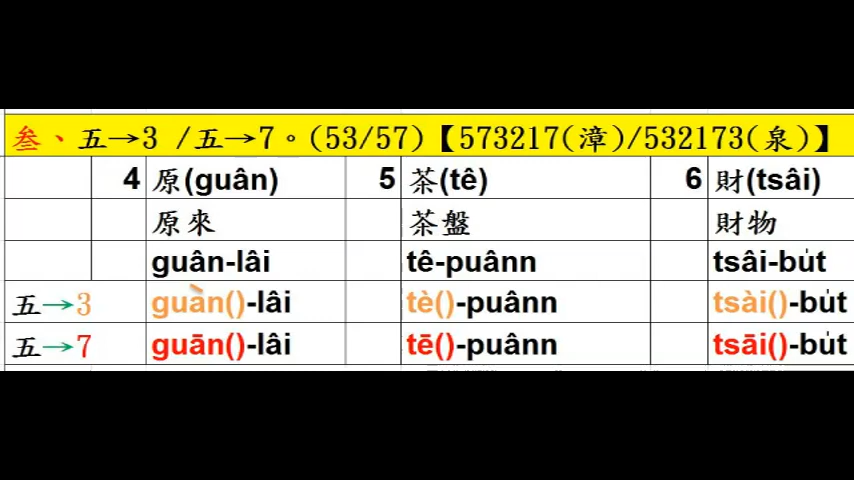 叁、五→3 /五→7。(53/57)【573217(漳)/532173(泉)】
4 原(guân) 5 茶(tê) 6 財(tsâi)
原來 茶盤 財物
guân-lâi tê-puânn tsâi-bu̍t
五→3 guàn()-lâi tè()-puânn tsài()-bu̍t
五→7 guān()-lâi tē()-puânn tsāi()-bu̍t